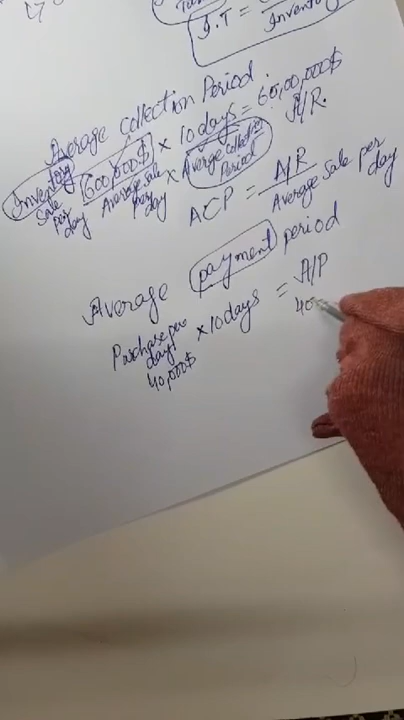 I.T =
Inventory
Average collection Period.
600,000$ × 10 days = 60,00,000$
Inventory Average sale × Average collection A/R.
Sale per day Period
per day
ACP = A/R
Average Sale per day
Average payment period
Purchase per day × 10 days = A/P
40,000$ 40